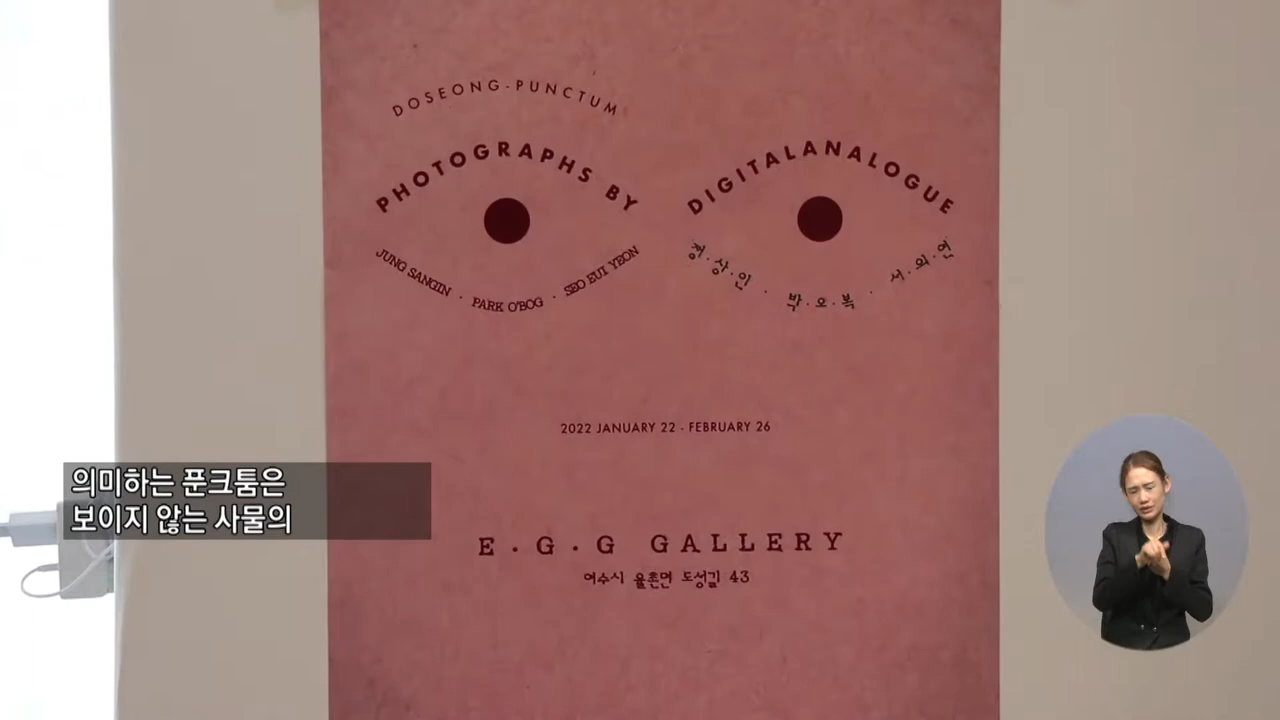 DOSEONG-PUNCTUM
PHOTOGRAPHS BY
JUNG SANGIN · PARK O'BOG · SEO EUI YEON
DIGITALANALOGUE
정·상·인 · 박·오·복 · 서·의·연
2022 JANUARY 22 - FEBRUARY 26
E·G·G GALLERY
여수시 율촌면 도성길 43
의미하는 푼크툼은
보이지 않는 사물의